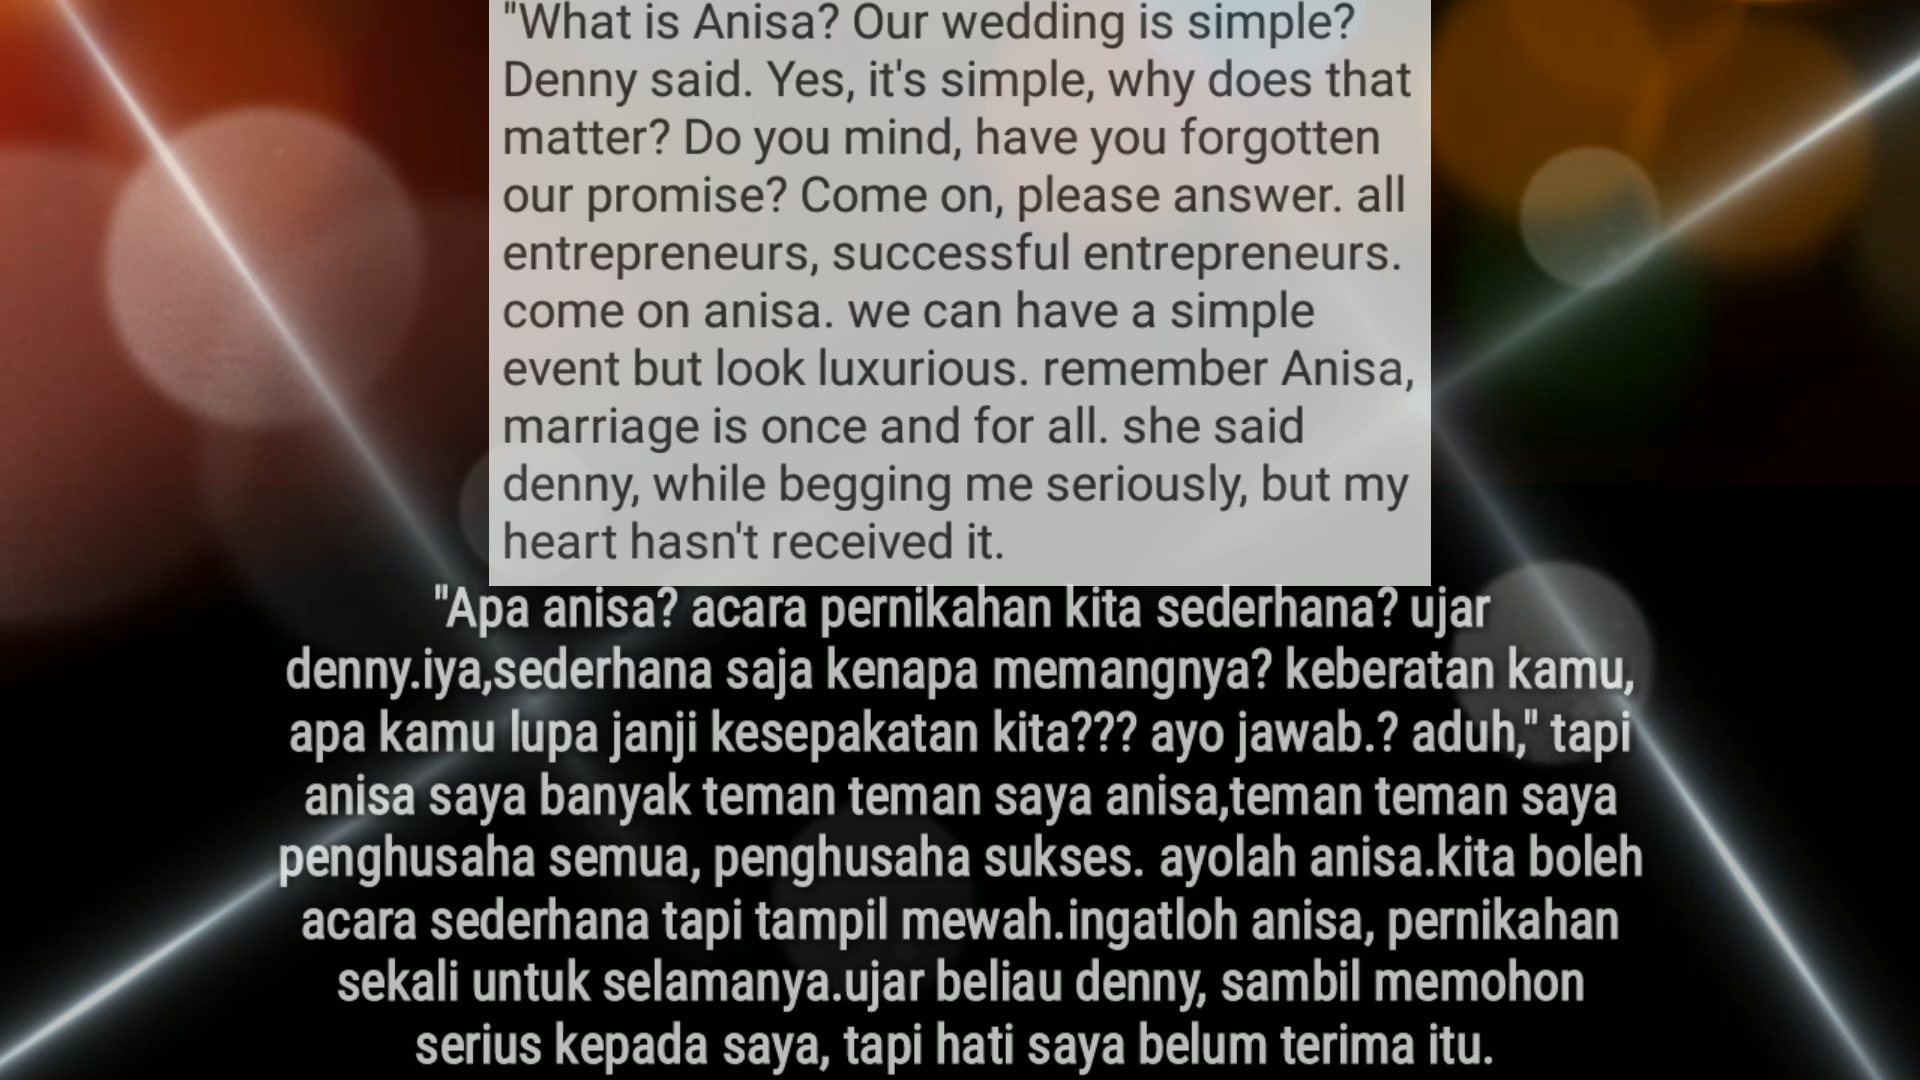 "What is Anisa? Our wedding is simple?
Denny said. Yes, it's simple, why does that
matter? Do you mind, have you forgotten
our promise? Come on, please answer. all
entrepreneurs, successful entrepreneurs.
come on anisa. we can have a simple
event but look luxurious. remember Anisa,
marriage is once and for all. she said
denny, while begging me seriously, but my
heart hasn't received it.
"Apa anisa? acara pernikahan kita sederhana? ujar
denny.iya,sederhana saja kenapa memangnya? keberatan kamu,
apa kamu lupa janji kesepakatan kita??? ayo jawab.? aduh," tapi
anisa saya banyak teman teman saya anisa,teman teman saya
penghusaha semua, penghusaha sukses. ayolah anisa.kita boleh
acara sederhana tapi tampil mewah.ingatloh anisa, pernikahan
sekali untuk selamanya.ujar beliau denny, sambil memohon
serius kepada saya, tapi hati saya belum terima itu.